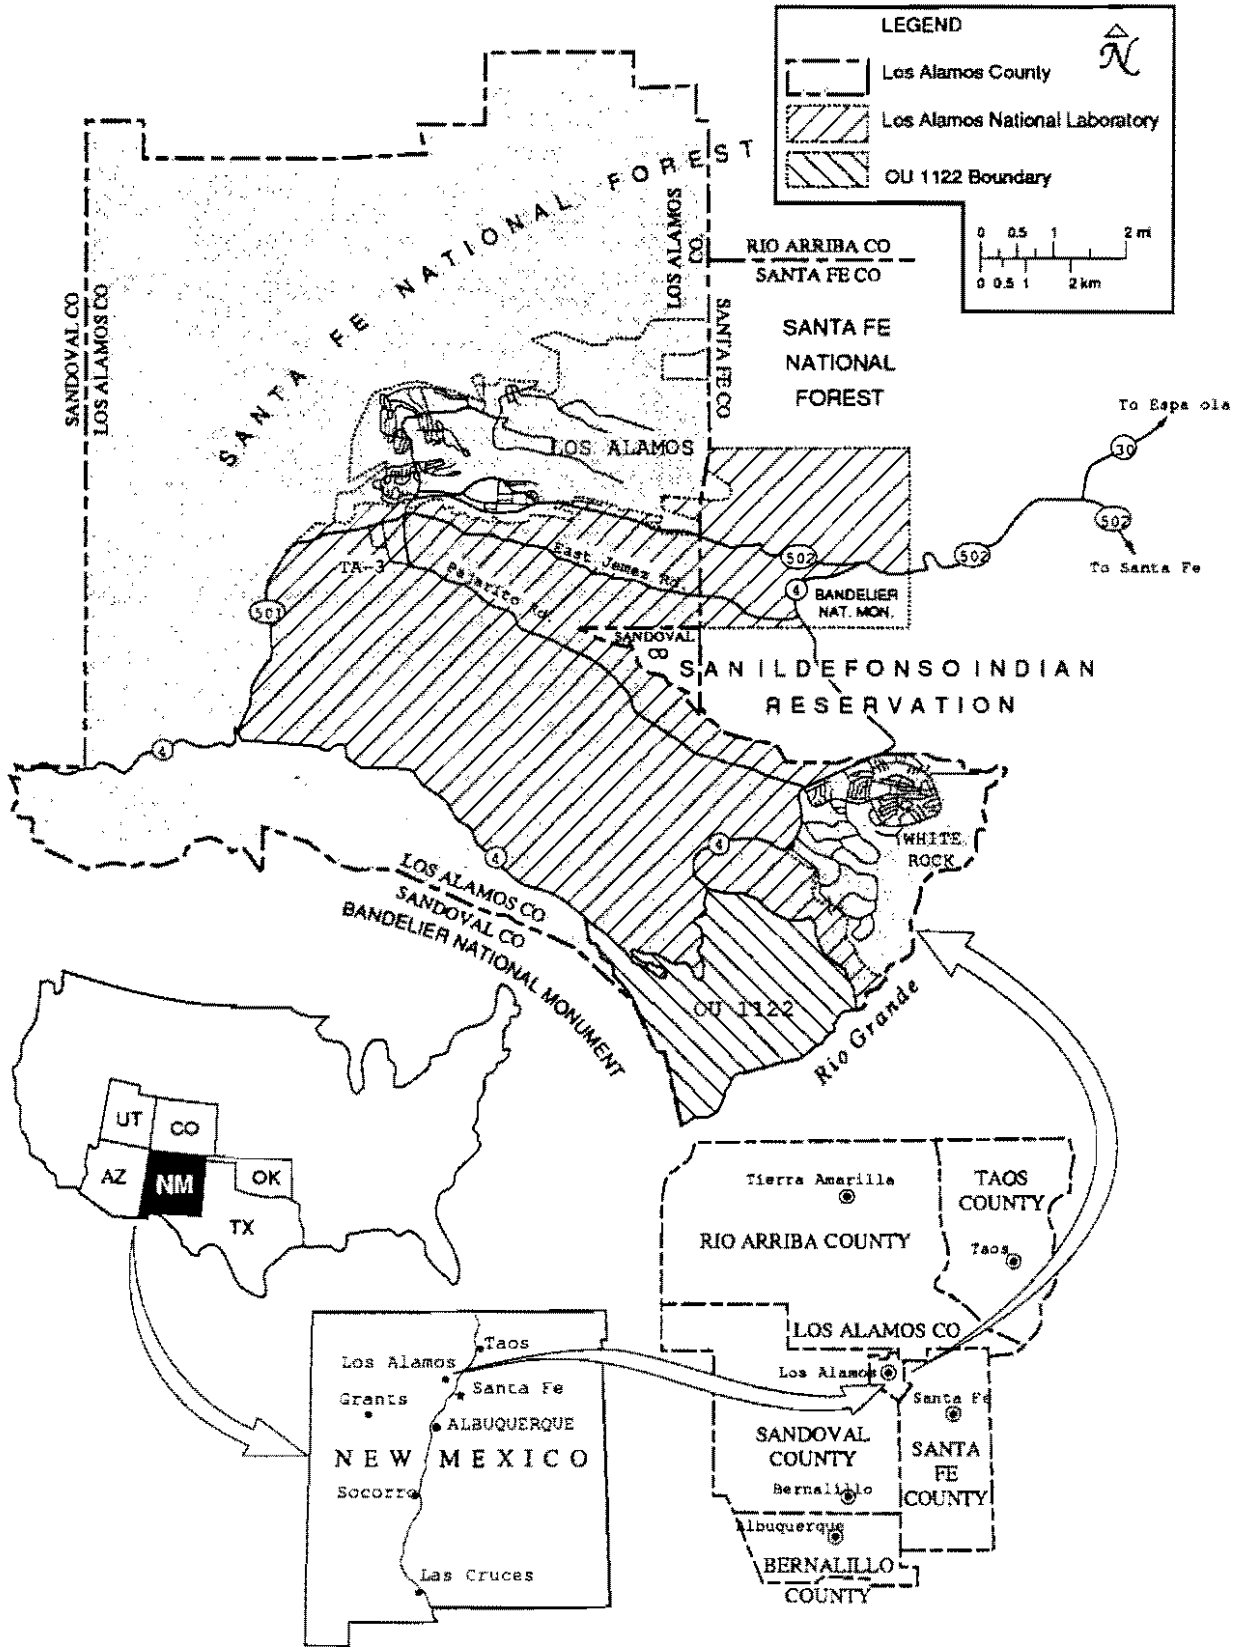 LEGEND
N
Los Alamos County
Los Alamos National Laboratory
OU 1122 Boundary
0 0.5 1 2 mi
0 0.5 1 2 km
SANTA FE NATIONAL FOREST
LOS ALAMOS CO
RIO ARRIBA CO
SANTA FE CO
SANDOVAL CO
LOS ALAMOS CO
SANTA FE CO
SANTA FE
NATIONAL
FOREST
To Espa ola
30
LOS ALAMOS
502
502
502
To Santa Fe
East Jemez Rd.
TA-3
Pajarito Rd.
4
BANDELIER
NAT. MON.
501
SANDOVAL
CO
SAN ILDEFONSO INDIAN
RESERVATION
4
4
4
WHITE
ROCK
LOS ALAMOS CO
SANDOVAL CO
BANDELIER NATIONAL MONUMENT
OU 1122
Rio Grande
UT
CO
AZ
NM
OK
TX
Tierra Amarilla
TAOS
COUNTY
RIO ARRIBA COUNTY
Taos
LOS ALAMOS CO
Los Alamos
Santa Fe
SANDOVAL
COUNTY
SANTA
FE
COUNTY
Bernalillo
Albuquerque
BERNALILLO
COUNTY
Taos
Los Alamos
Santa Fe
Grants
ALBUQUERQUE
NEW MEXICO
Socorro
Las Cruces